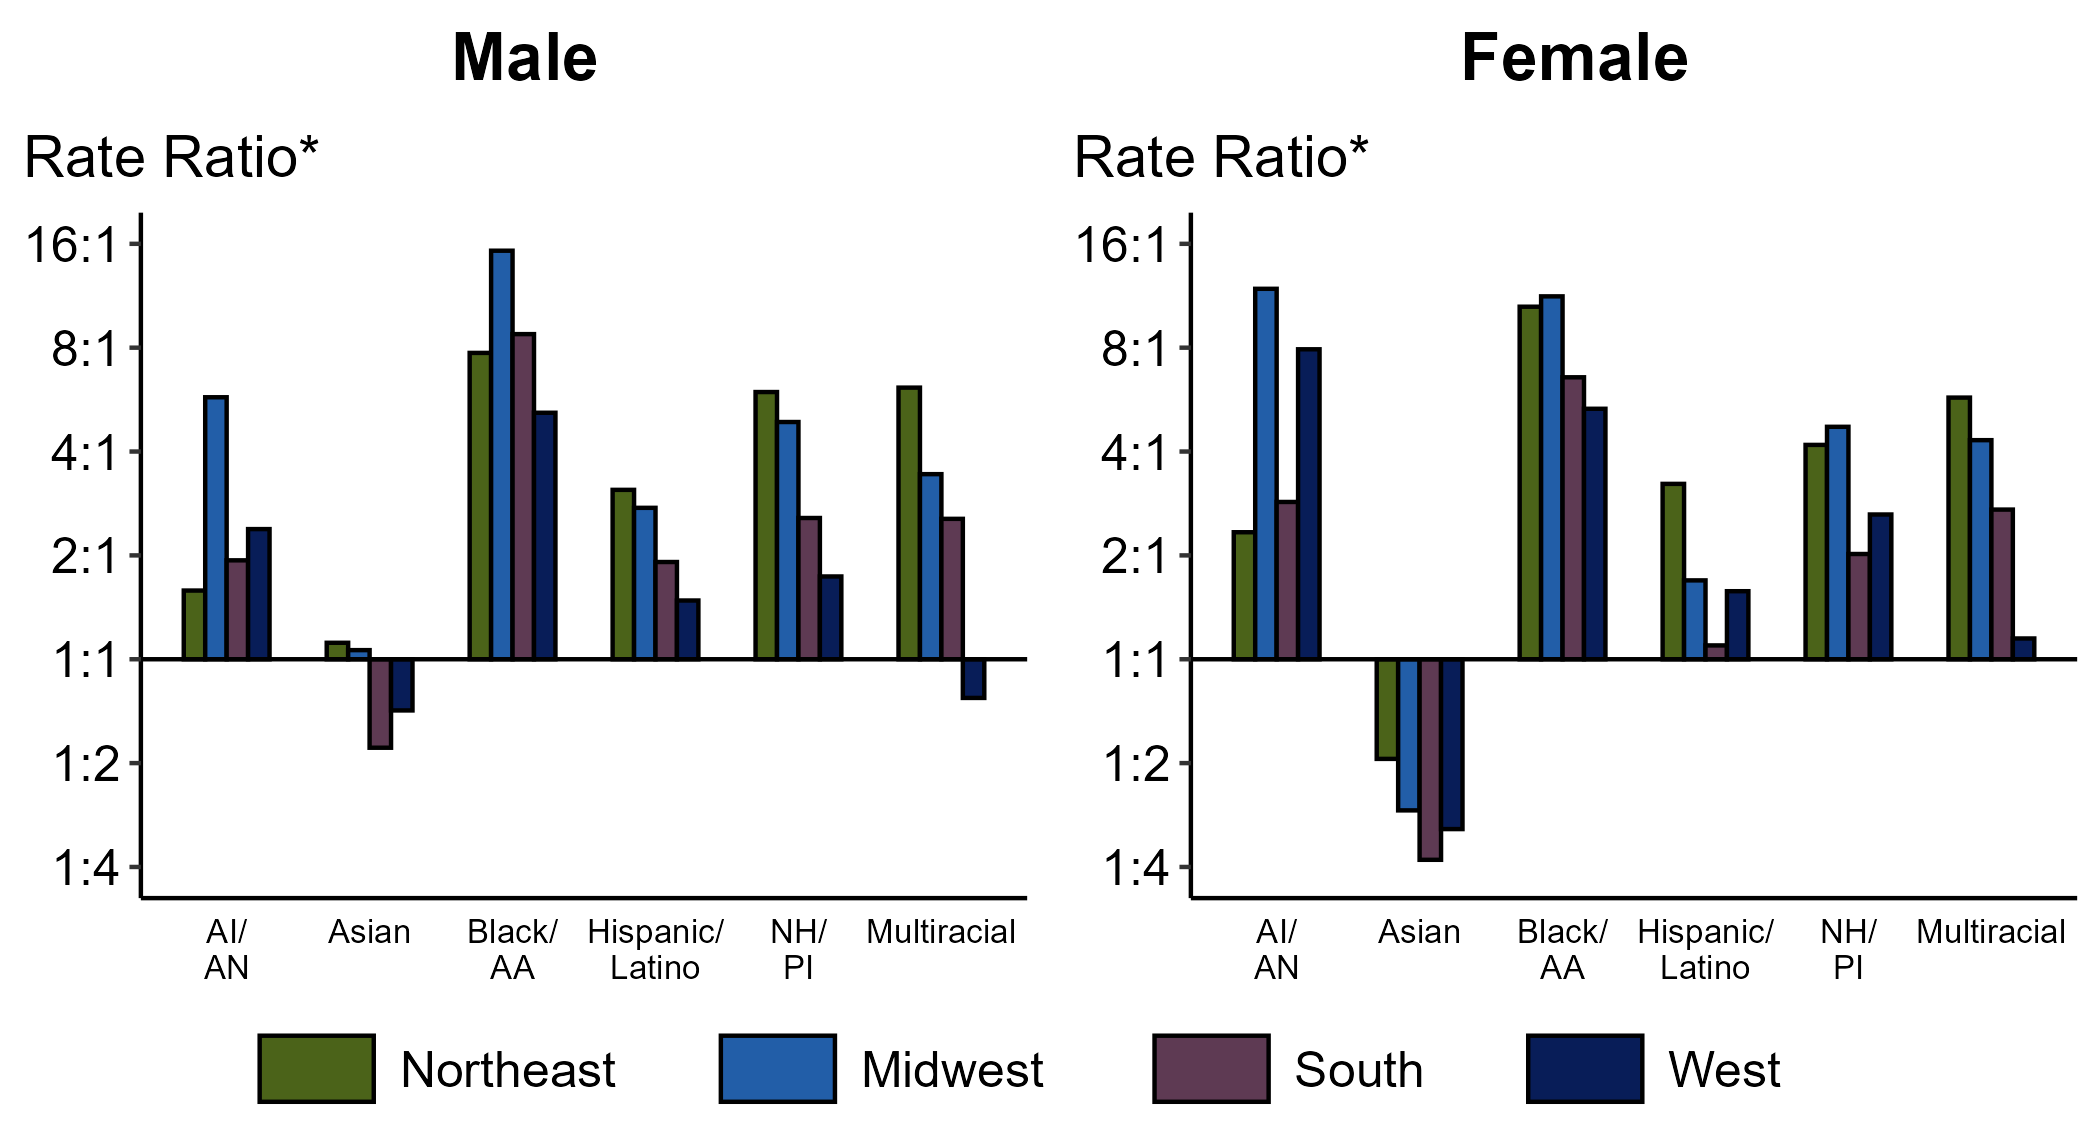 Male
Rate Ratio*
16:1
8:1
4:1
2:1
1:1
1:2
1:4
AI/
AN
Asian
Black/
AA
Hispanic/
Latino
NH/
PI
Multiracial
Female
Rate Ratio*
16:1
8:1
4:1
2:1
1:1
1:2
1:4
AI/
AN
Asian
Black/
AA
Hispanic/
Latino
NH/
PI
Multiracial
Northeast
Midwest
South
West